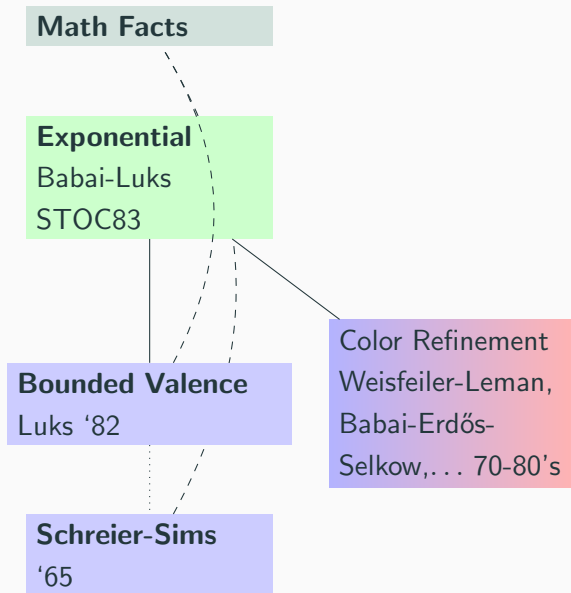 Math Facts
Exponential
Babai-Luks
STOC83
Color Refinement
Weisfeiler-Leman,
Babai-Erdős-
Selkow,... 70-80's
Bounded Valence
Luks ‘82
Schreier-Sims
‘65